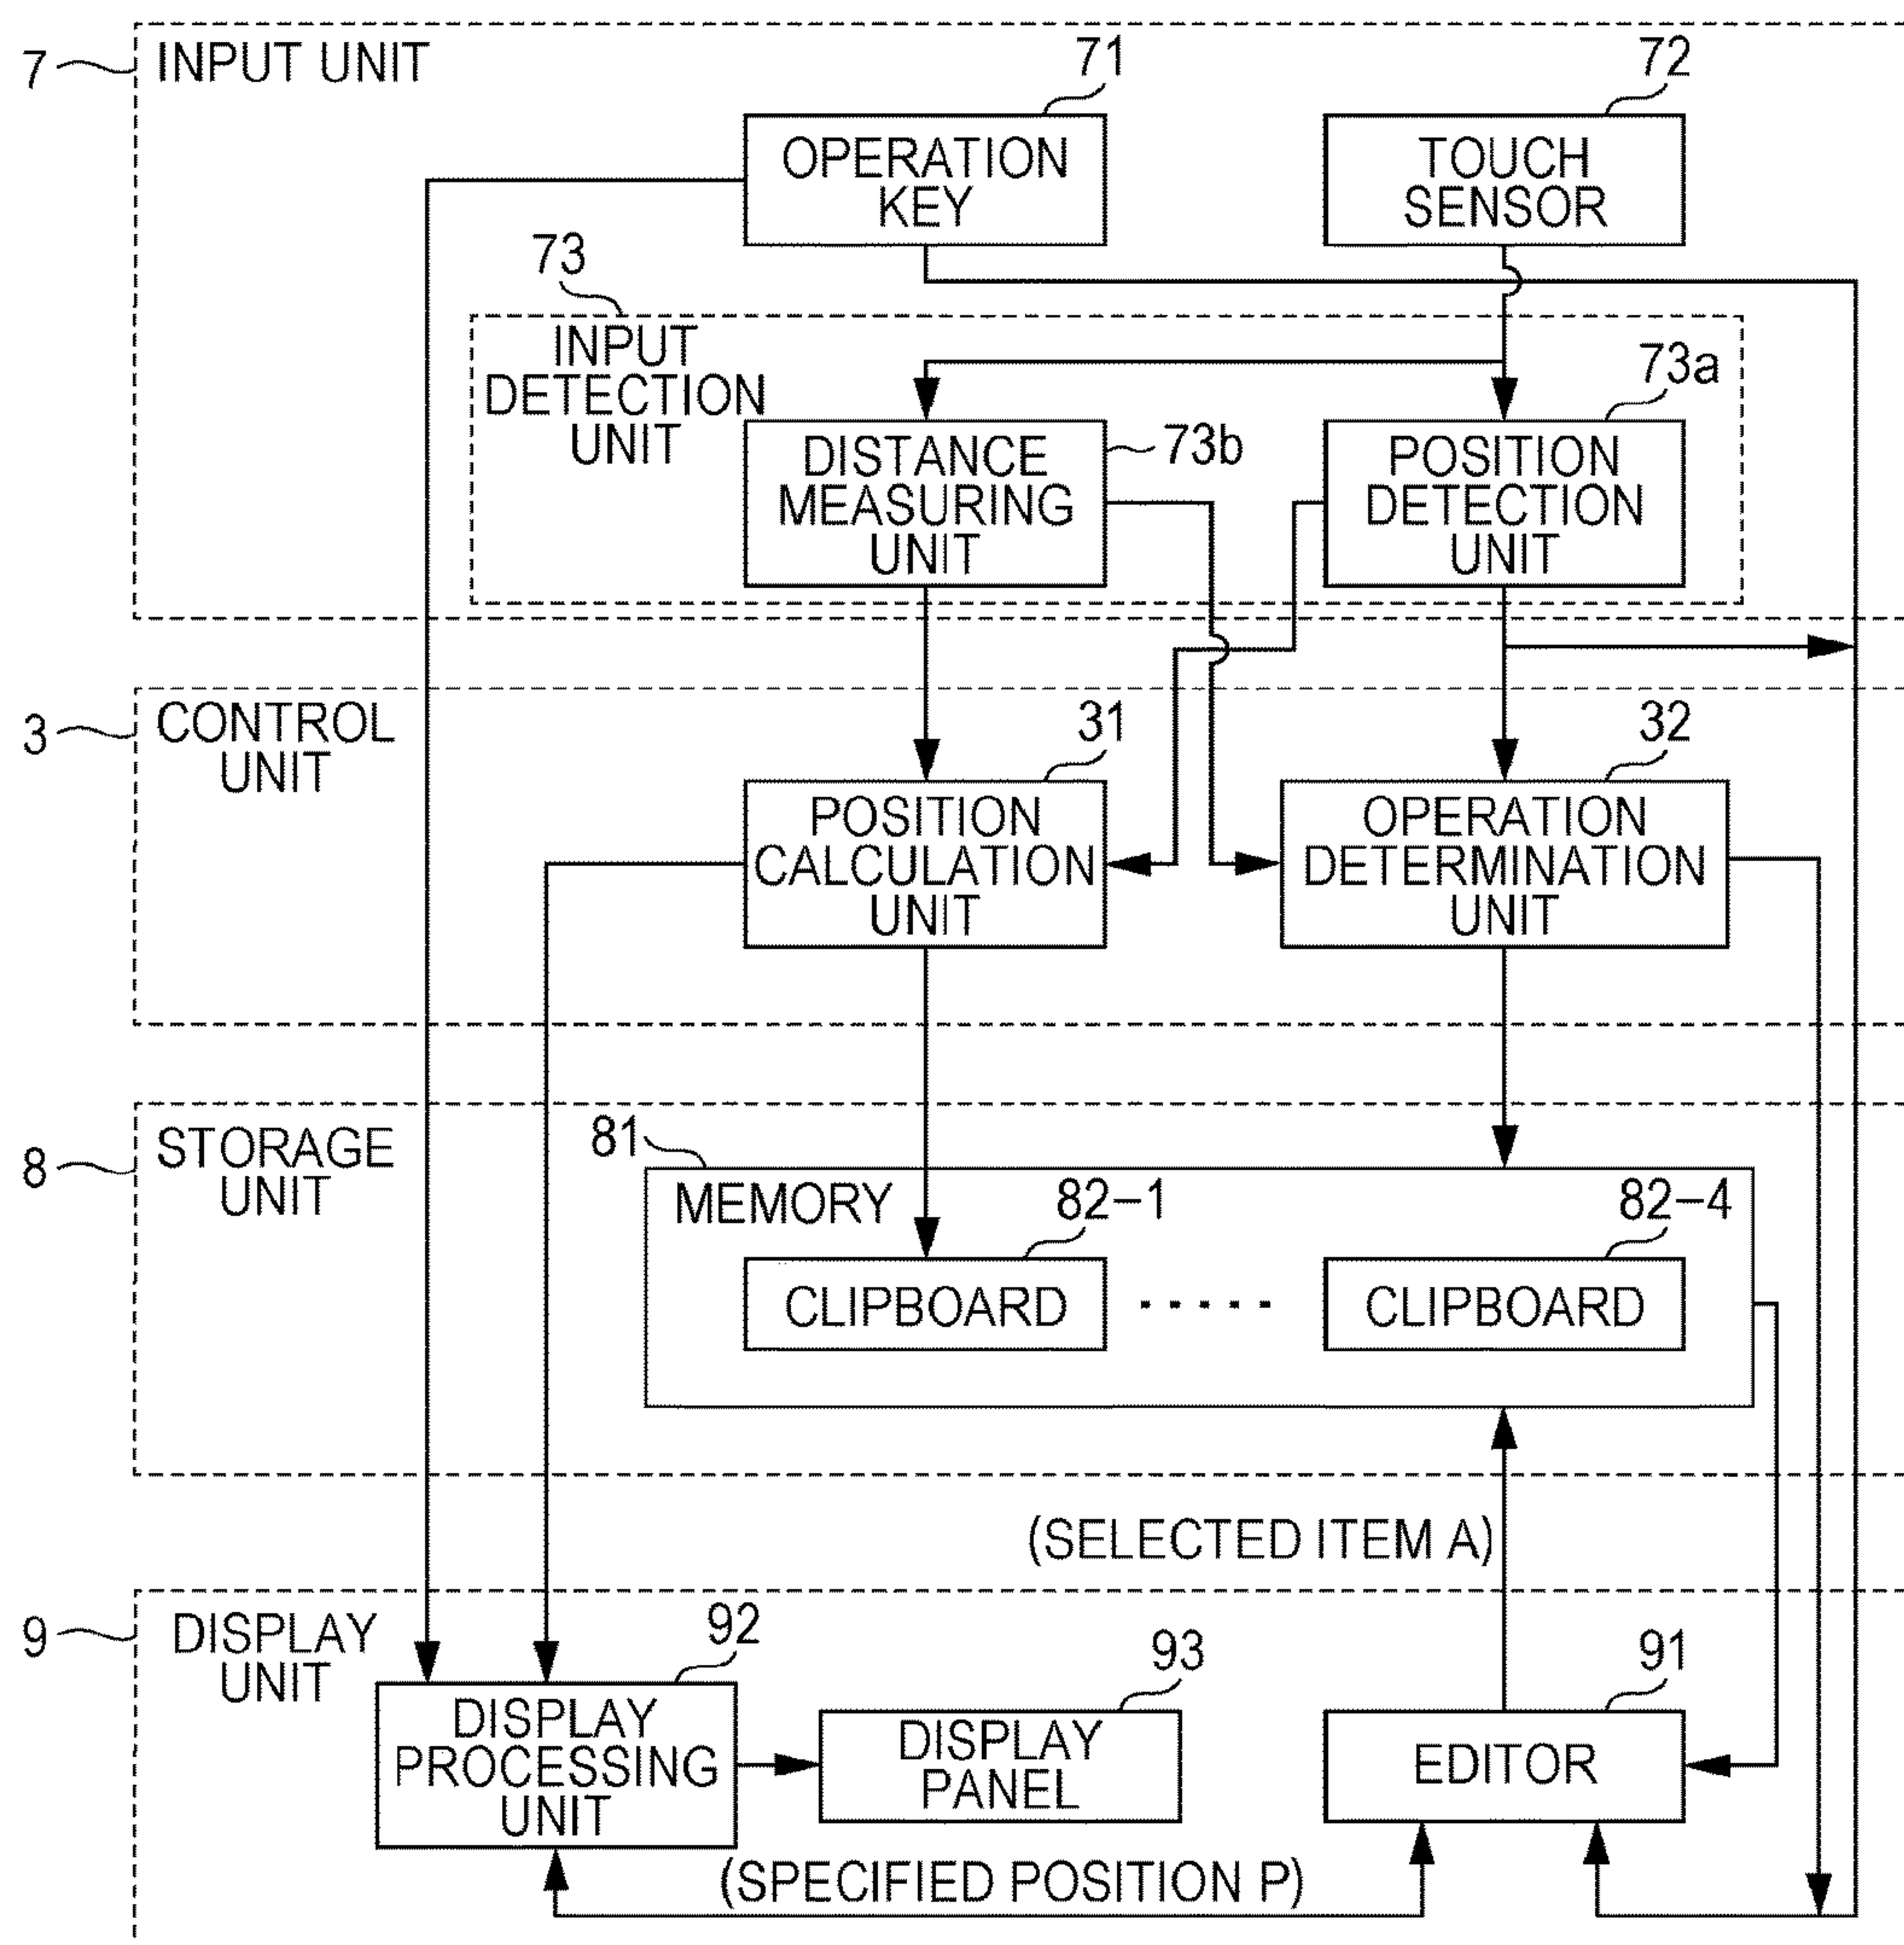 7
INPUT UNIT
71
72
OPERATION
KEY
TOUCH
SENSOR
73
INPUT
DETECTION
UNIT
73a
73b
DISTANCE
MEASURING
UNIT
POSITION
DETECTION
UNIT
3
CONTROL
UNIT
31
32
POSITION
CALCULATION
UNIT
OPERATION
DETERMINATION
UNIT
8
STORAGE
UNIT
81
MEMORY
82-1
82-4
CLIPBOARD
.....
CLIPBOARD
(SELECTED ITEM A)
9
DISPLAY
UNIT
92
93
91
DISPLAY
PROCESSING
UNIT
DISPLAY
PANEL
EDITOR
(SPECIFIED POSITION P)